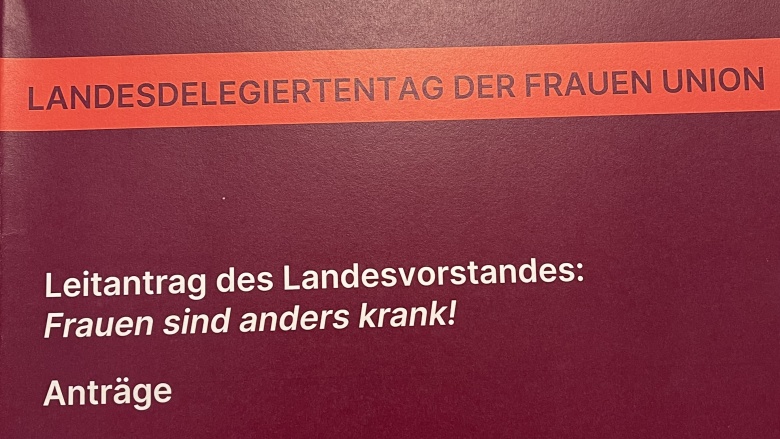 LANDESDELEGIERTENTAG DER FRAUEN UNION
Leitantrag des Landesvorstandes:
Frauen sind anders krank!
Anträge